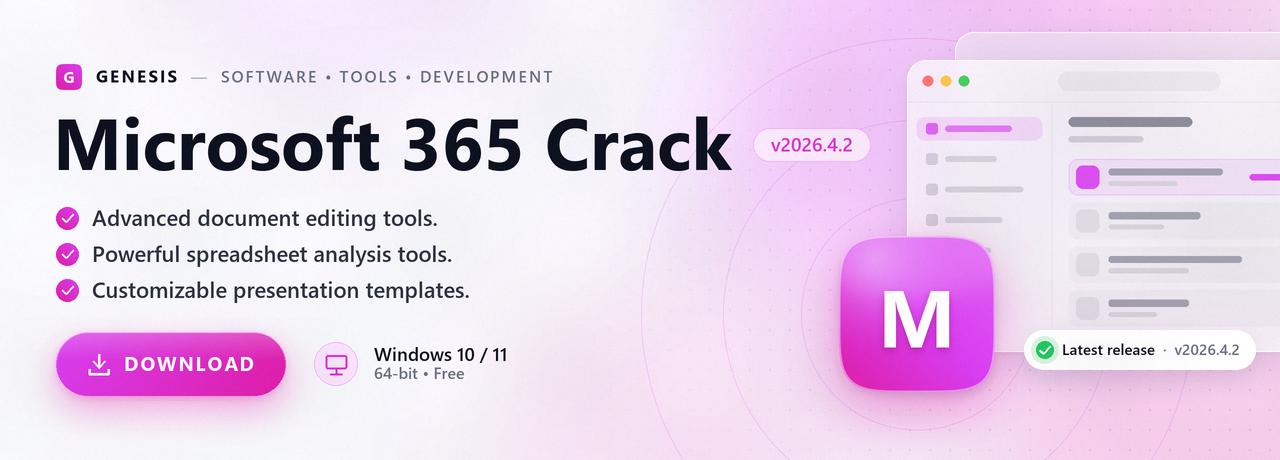 G GENESIS — SOFTWARE • TOOLS • DEVELOPMENT
Microsoft 365 Crack v2026.4.2
Advanced document editing tools.
Powerful spreadsheet analysis tools.
Customizable presentation templates.
DOWNLOAD
Windows 10 / 11
64-bit • Free
M
Latest release · v2026.4.2